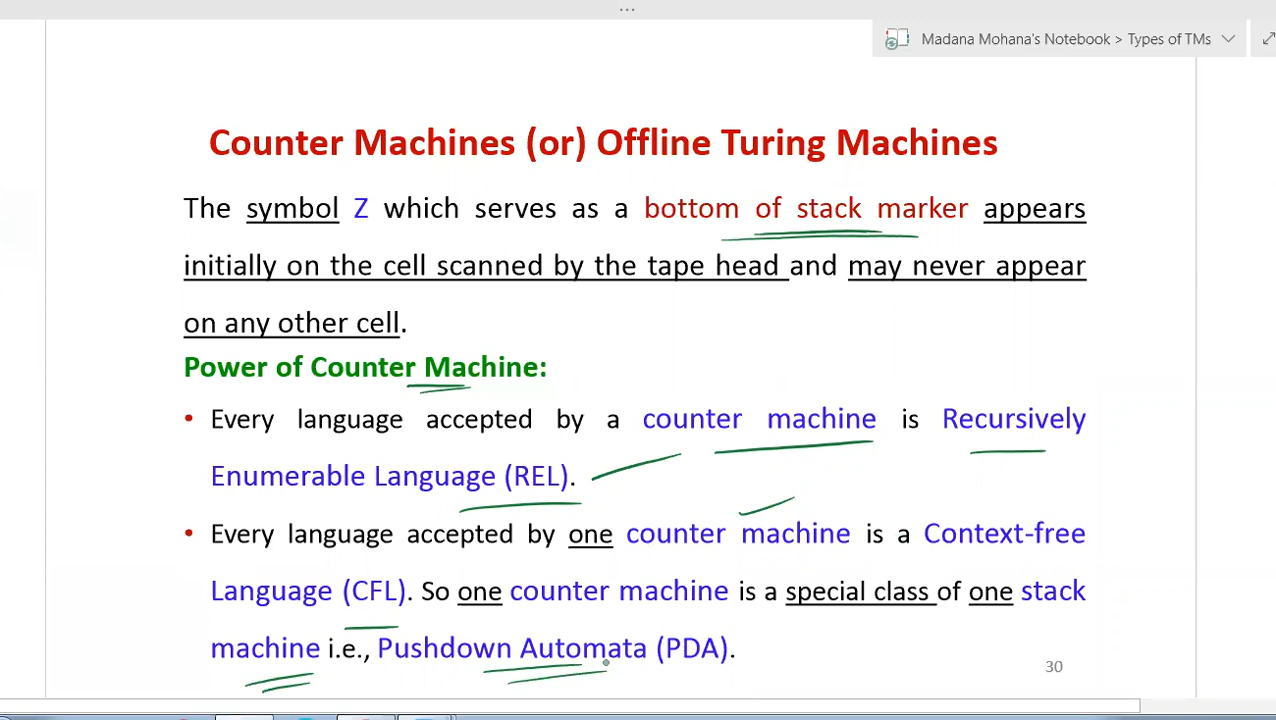 ...
Madana Mohana's Notebook > Types of TMs
Counter Machines (or) Offline Turing Machines
The symbol Z which serves as a bottom of stack marker appears
initially on the cell scanned by the tape head and may never appear
on any other cell.
Power of Counter Machine:
• Every language accepted by a counter machine is Recursively
Enumerable Language (REL).
• Every language accepted by one counter machine is a Context-free
Language (CFL). So one counter machine is a special class of one stack
machine i.e., Pushdown Automata (PDA).
30